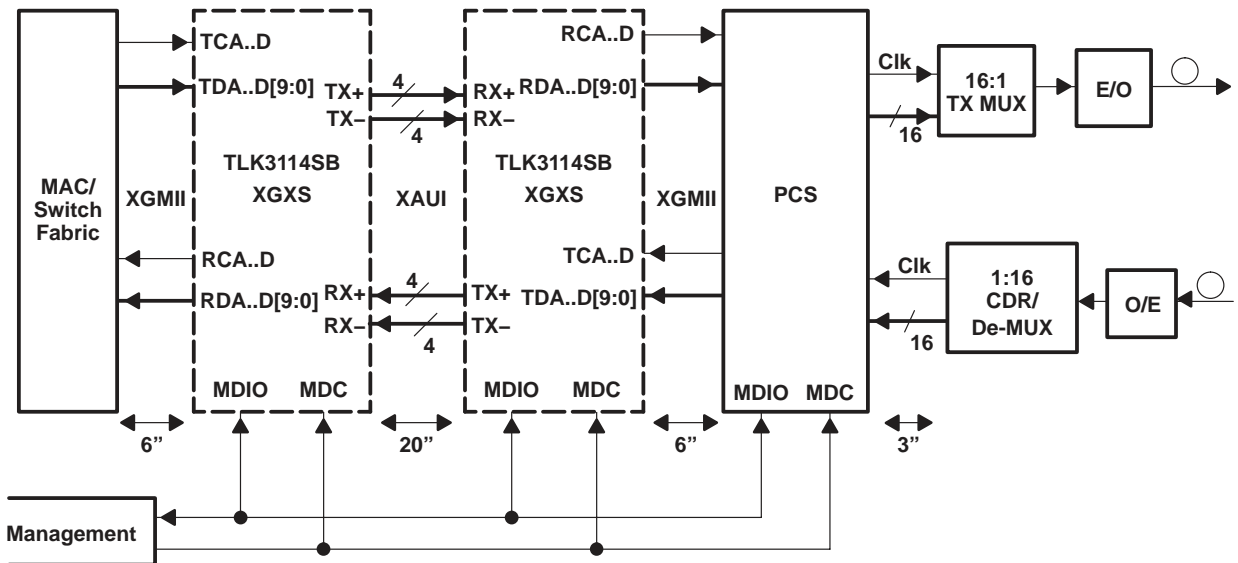 MAC/
Switch
Fabric
XGMII
TCA..D
TDA..D[9:0]
TX+
TX–
TLK3114SB
XGXS
RCA..D
RDA..D[9:0]
RX+
RX–
MDIO
MDC
4
4
XAUI
4
4
RCA..D
RDA..D[9:0]
RX+
RX–
TLK3114SB
XGXS
TCA..D
TDA..D[9:0]
TX+
TX–
MDIO
MDC
XGMII
PCS
MDIO
MDC
Clk
16
16:1
TX MUX
E/O
Clk
16
1:16
CDR/
De-MUX
O/E
6”
20”
6”
3”
Management